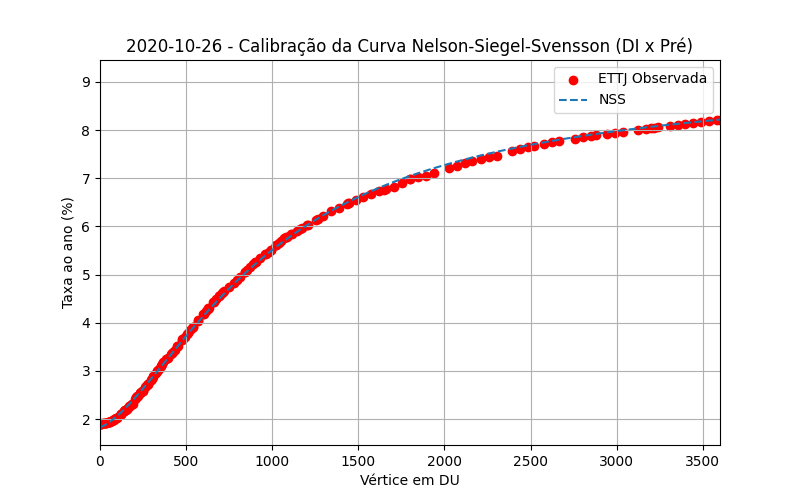 2020-10-26 - Calibração da Curva Nelson-Siegel-Svensson (DI x Pré)
ETTJ Observada
NSS
Taxa ao ano (%)
9
8
7
6
5
4
3
2
0 500 1000 1500 2000 2500 3000 3500
Vértice em DU